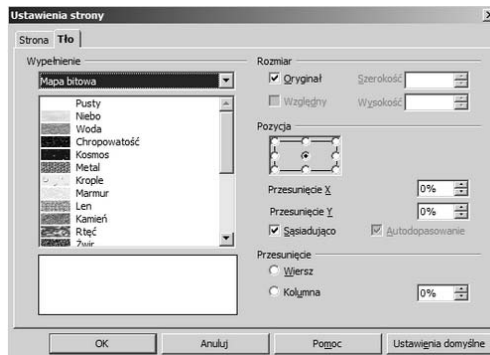 Ustawienia strony
Strona Tło
Wypełnienie
Mapa bitowa
Pusty
Niebo
Woda
Chropowatość
Kosmos
Metal
Krople
Marmur
Len
Kamień
Rtęć
Żwir
Rozmiar
Oryginał Szerokość
Względny Wysokość
Pozycja
Przesunięcie X 0%
Przesunięcie Y 0%
Sąsiadująco Autodopasowanie
Przesunięcie
Wiersz
Kolumna 0%
OK Anuluj Pomoc Ustawienia domyślne